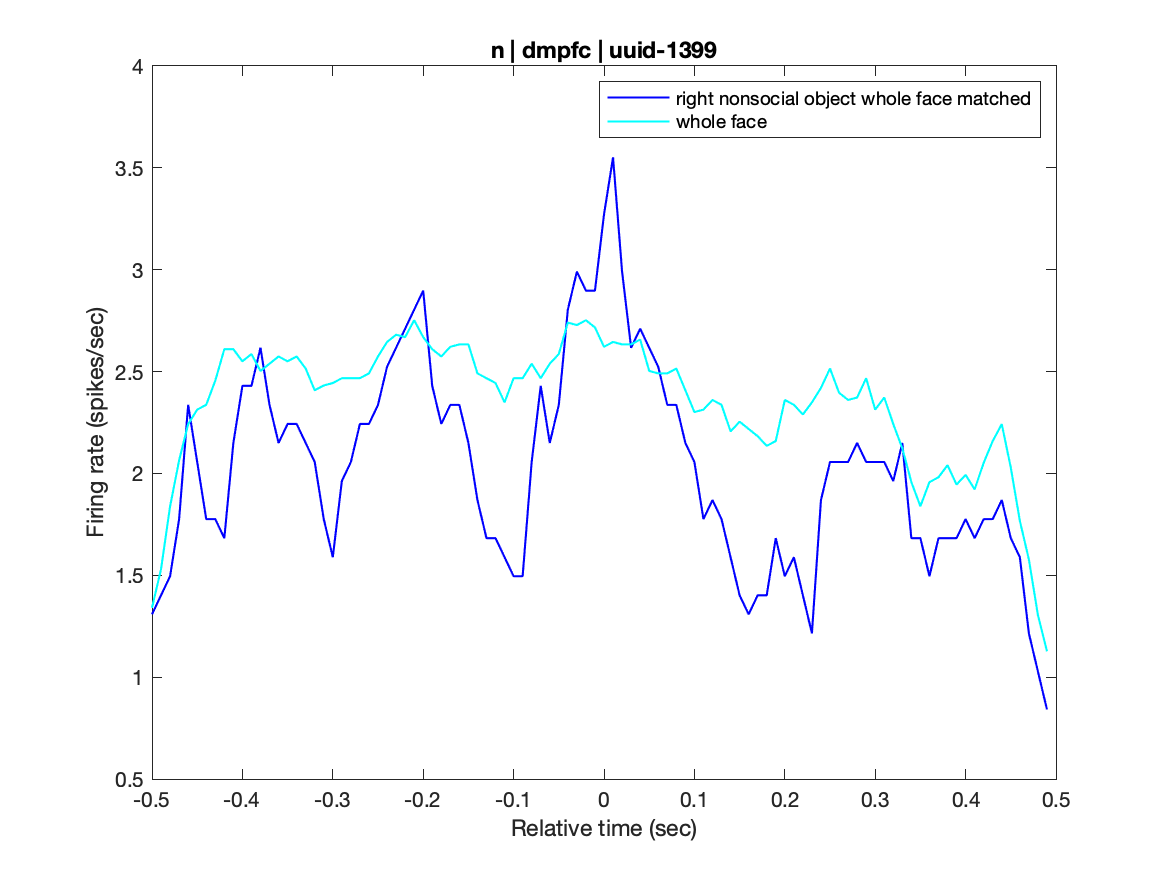 n | dmpfc | uuid-1399
right nonsocial object whole face matched
whole face
Firing rate (spikes/sec)
4
3.5
3
2.5
2
1.5
1
0.5
-0.5 -0.4 -0.3 -0.2 -0.1 0 0.1 0.2 0.3 0.4 0.5
Relative time (sec)